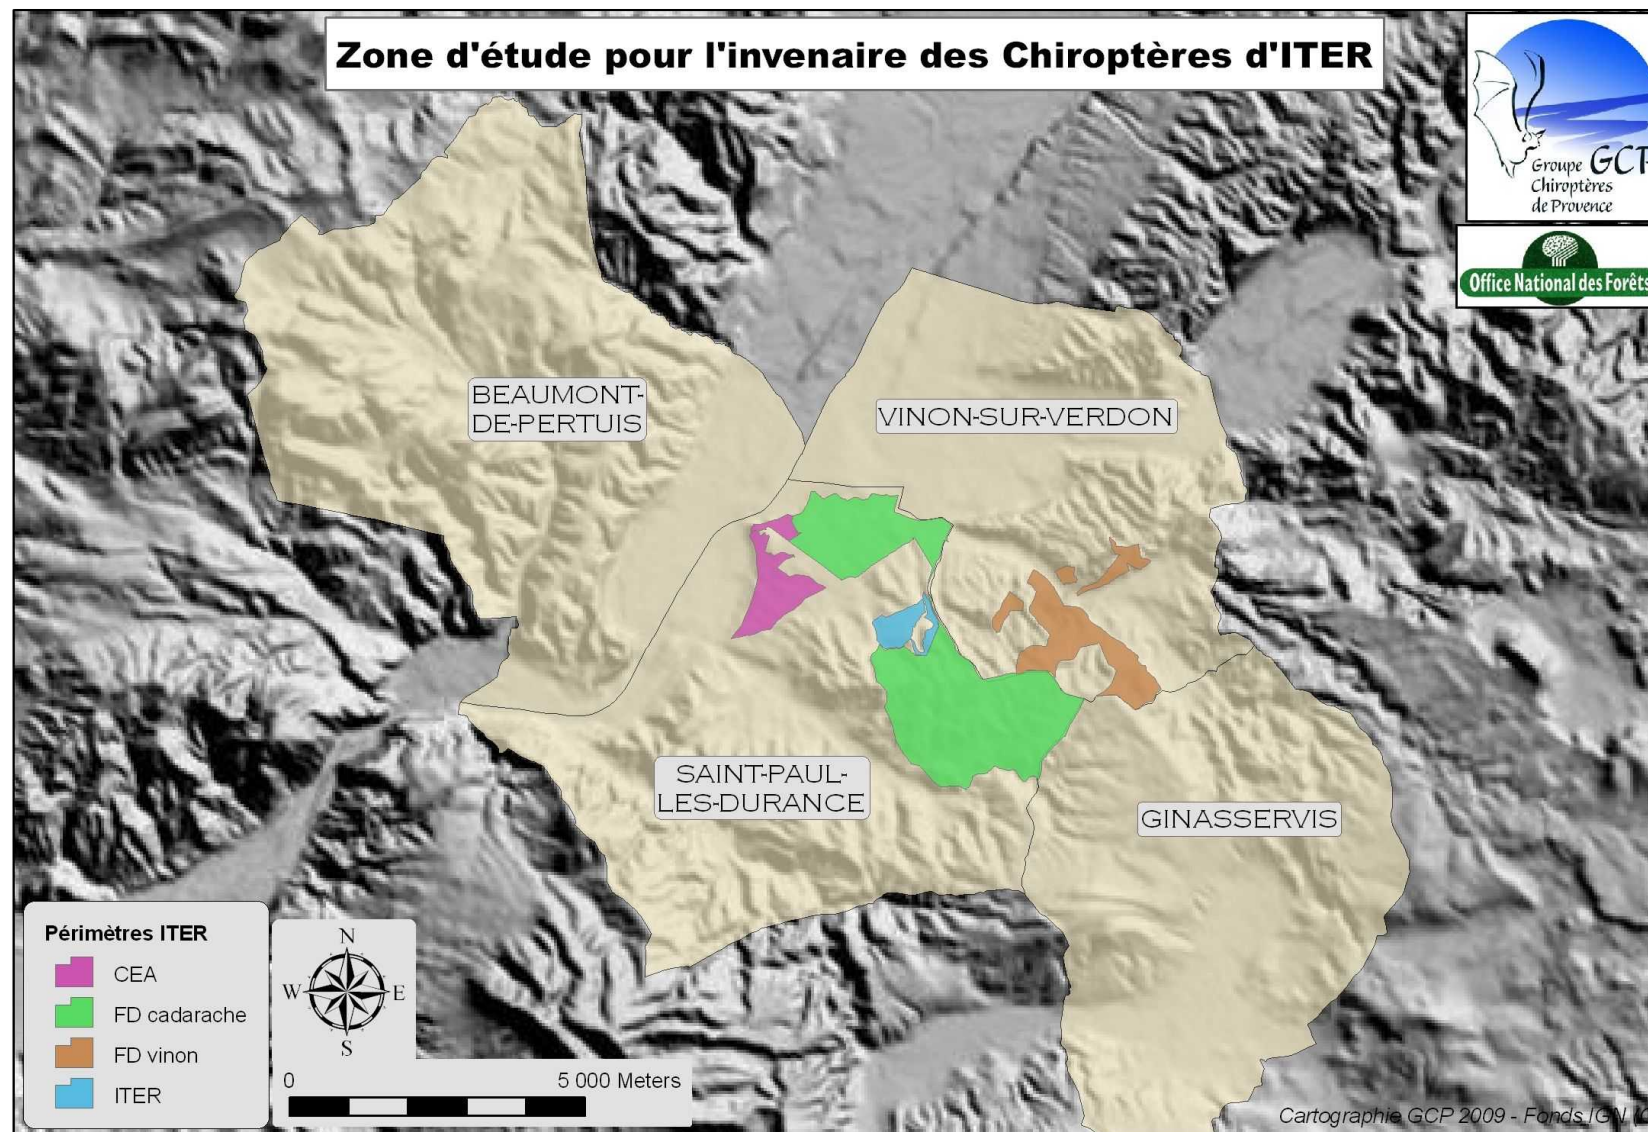 Zone d'étude pour l'invenaire des Chiroptères d'ITER
Groupe GCP
Chiroptères
de Provence
Office National des Forêts
BEAUMONT-
DE-PERTUIS
VINON-SUR-VERDON
SAINT-PAUL-
LES-DURANCE
GINASSERVIS
Périmètres ITER
CEA
FD cadarache
FD vinon
ITER
N
W E
S
0 5 000 Meters
Cartographie GCP 2009 - Fonds IGN